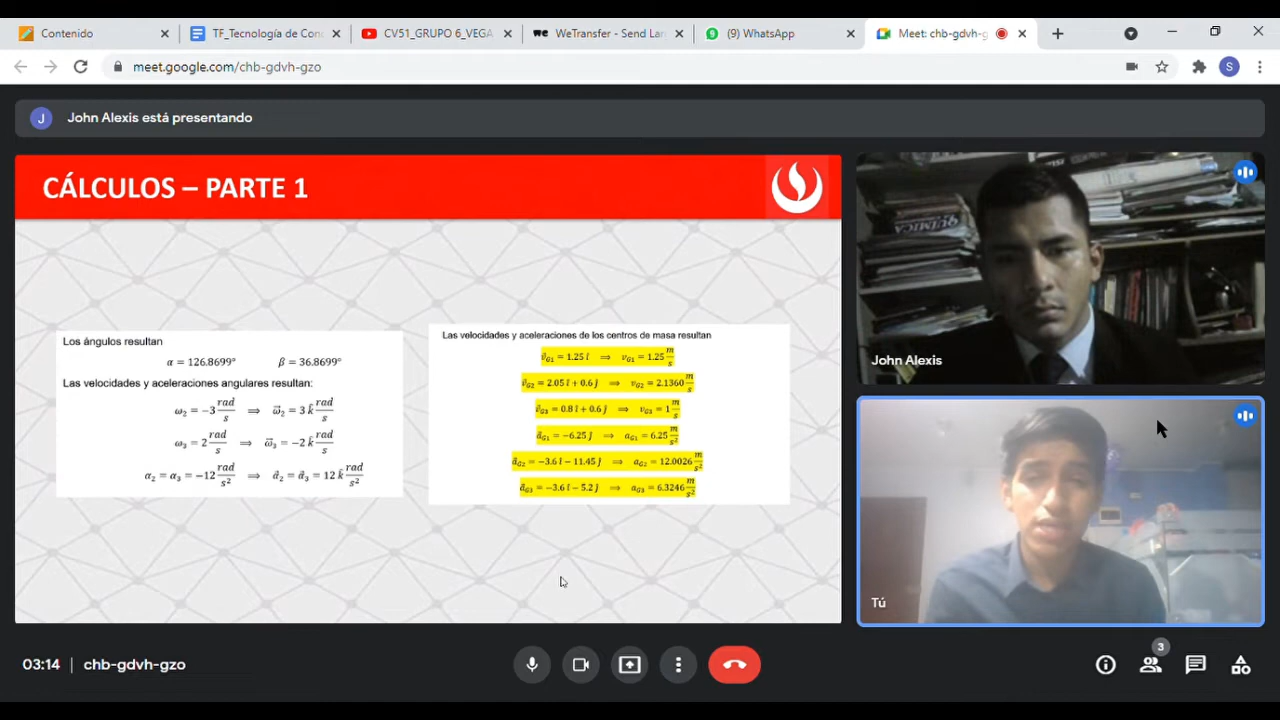 Contenido
TF_Tecnología de Con
CV51_GRUPO 6_VEGA
WeTransfer - Send Lar
(9) WhatsApp
Meet: chb-gdvh-g
meet.google.com/chb-gdvh-gzo
S
J John Alexis está presentando
CÁLCULOS – PARTE 1
Los ángulos resultan
α = 126.8699° β = 36.8699°
Las velocidades y aceleraciones angulares resultan:
ω₂ = −3 rad/s ⟹ ω⃗₂ = 3 k̂ rad/s
ω₃ = 2 rad/s ⟹ ω⃗₃ = −2 k̂ rad/s
α₂ = α₃ = −12 rad/s² ⟹ α⃗₂ = α⃗₃ = 12 k̂ rad/s²
Las velocidades y aceleraciones de los centros de masa resultan
v⃗G1 = 1.25 î ⟹ vG1 = 1.25 m/s
v⃗G2 = 2.05 î + 0.6 ĵ ⟹ vG2 = 2.1360 m/s
v⃗G3 = 0.8 î + 0.6 ĵ ⟹ vG3 = 1 m/s
a⃗G1 = −6.25 ĵ ⟹ aG1 = 6.25 m/s²
a⃗G2 = −3.6 î − 11.45 ĵ ⟹ aG2 = 12.0026 m/s²
a⃗G3 = −3.6 î − 5.2 ĵ ⟹ aG3 = 6.3246 m/s²
QUÍMICA
John Alexis
Tú
03:14 | chb-gdvh-gzo
3